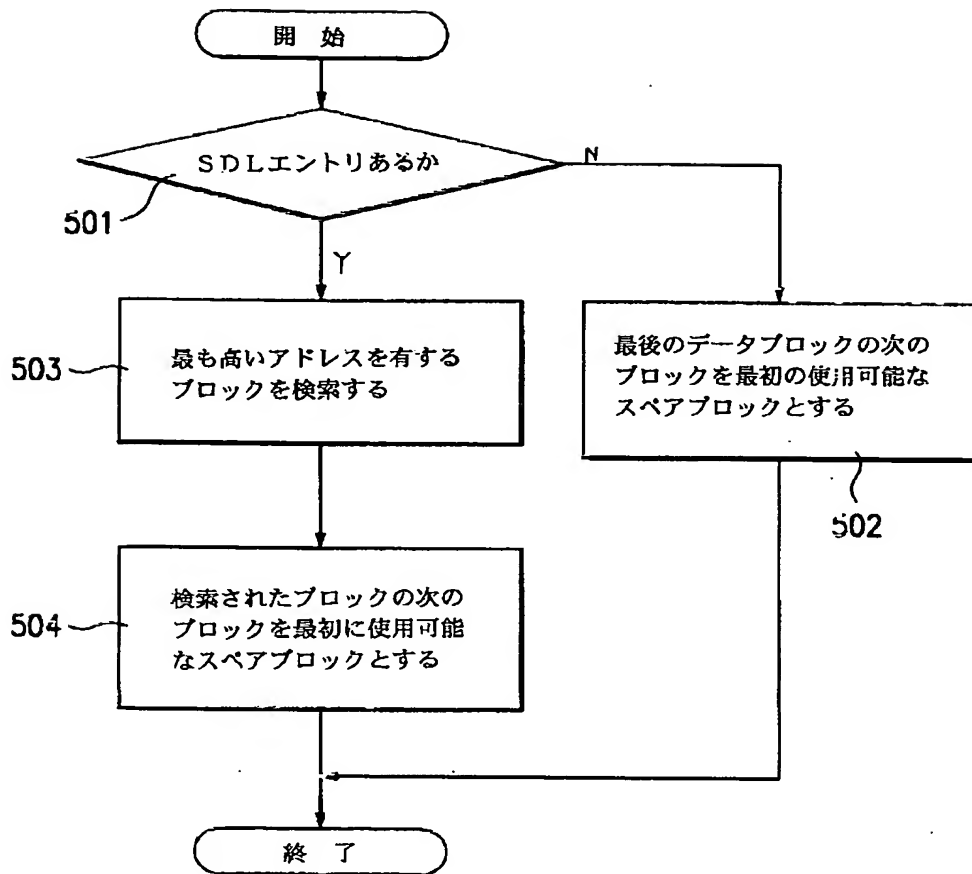 開 始
SDLエントリあるか
N
501
Y
503
最も高いアドレスを有する
ブロックを検索する
最後のデータブロックの次の
ブロックを最初の使用可能な
スペアブロックとする
502
504
検索されたブロックの次の
ブロックを最初に使用可能
なスペアブロックとする
終 了